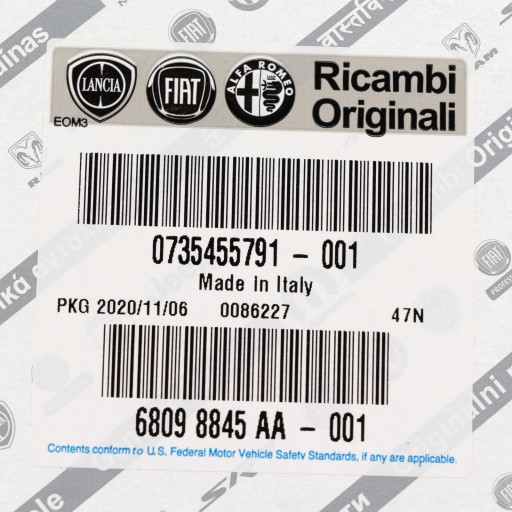 LANCIA FIAT ALFA ROMEO Ricambi
Originali
EOM3
0735455791 - 001
Made In Italy
PKG 2020/11/06 0086227 47N
6809 8845 AA - 001
Contents conform to U.S. Federal Motor Vehicle Safety Standards, if any are applicable.